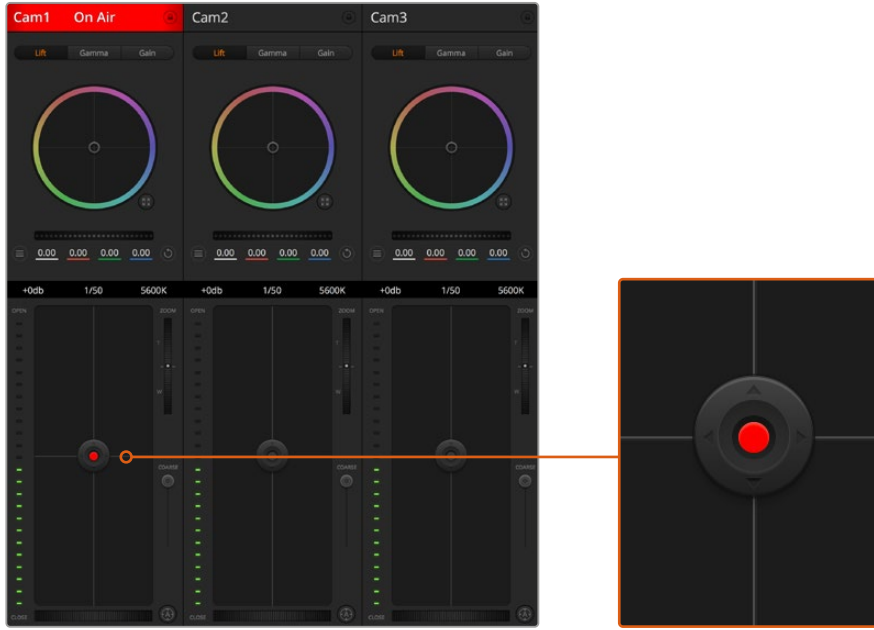 Cam1 On Air Cam2 Cam3
Lift Gamma Gain Lift Gamma Gain Lift Gamma Gain
0.00 0.00 0.00 0.00 0.00 0.00 0.00 0.00 0.00 0.00 0.00 0.00
+0db 1/50 5600K +0db 1/50 5600K +0db 1/50 5600K
OPEN ZOOM OPEN ZOOM OPEN ZOOM
T T T
W W W
COARSE COARSE COARSE
CLOSE CLOSE CLOSE